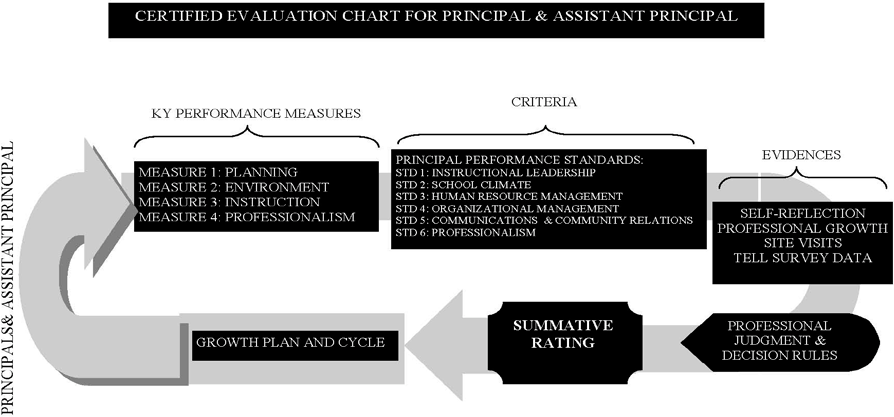 CERTIFIED EVALUATION CHART FOR PRINCIPAL & ASSISTANT PRINCIPAL
PRINCIPALS& ASSISTANT PRINCIPAL
KY PERFORMANCE MEASURES
MEASURE 1: PLANNING
MEASURE 2: ENVIRONMENT
MEASURE 3: INSTRUCTION
MEASURE 4: PROFESSIONALISM
CRITERIA
PRINCIPAL PERFORMANCE STANDARDS:
STD 1: INSTRUCTIONAL LEADERSHIP
STD 2: SCHOOL CLIMATE
STD 3: HUMAN RESOURCE MANAGEMENT
STD 4: ORGANIZATIONAL MANAGEMENT
STD 5: COMMUNICATIONS & COMMUNITY RELATIONS
STD 6: PROFESSIONALISM
EVIDENCES
SELF-REFLECTION
PROFESSIONAL GROWTH
SITE VISITS
TELL SURVEY DATA
PROFESSIONAL
JUDGMENT &
DECISION RULES
SUMMATIVE
RATING
GROWTH PLAN AND CYCLE